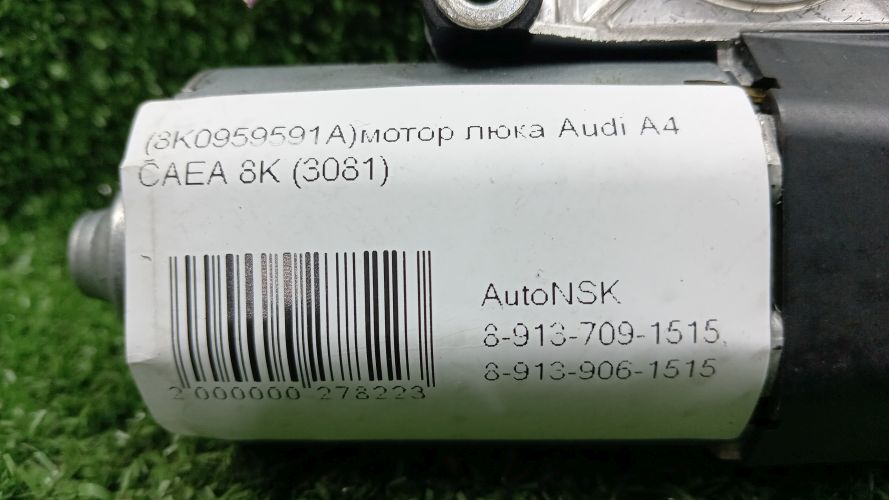 (8K0959591A)мотор люка Audi A4
CAEA 8K (3081)
AutoNSK
8-913-709-1515,
8-913-906-1515
2 000000 278223